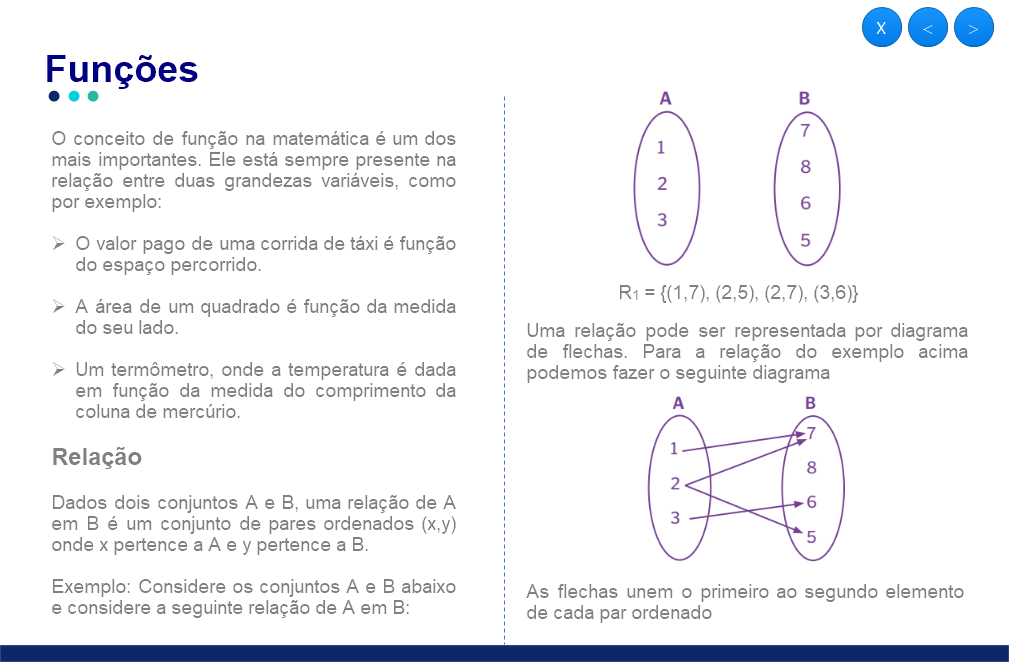 X < >
Funções
O conceito de função na matemática é um dos
mais importantes. Ele está sempre presente na
relação entre duas grandezas variáveis, como
por exemplo:
O valor pago de uma corrida de táxi é função
do espaço percorrido.
A área de um quadrado é função da medida
do seu lado.
Um termômetro, onde a temperatura é dada
em função da medida do comprimento da
coluna de mercúrio.
Relação
Dados dois conjuntos A e B, uma relação de A
em B é um conjunto de pares ordenados (x,y)
onde x pertence a A e y pertence a B.
Exemplo: Considere os conjuntos A e B abaixo
e considere a seguinte relação de A em B:
A B
7
1
8
2
6
3
5
R₁ = {(1,7), (2,5), (2,7), (3,6)}
Uma relação pode ser representada por diagrama
de flechas. Para a relação do exemplo acima
podemos fazer o seguinte diagrama
A B
7
1
8
2
6
3
5
As flechas unem o primeiro ao segundo elemento
de cada par ordenado